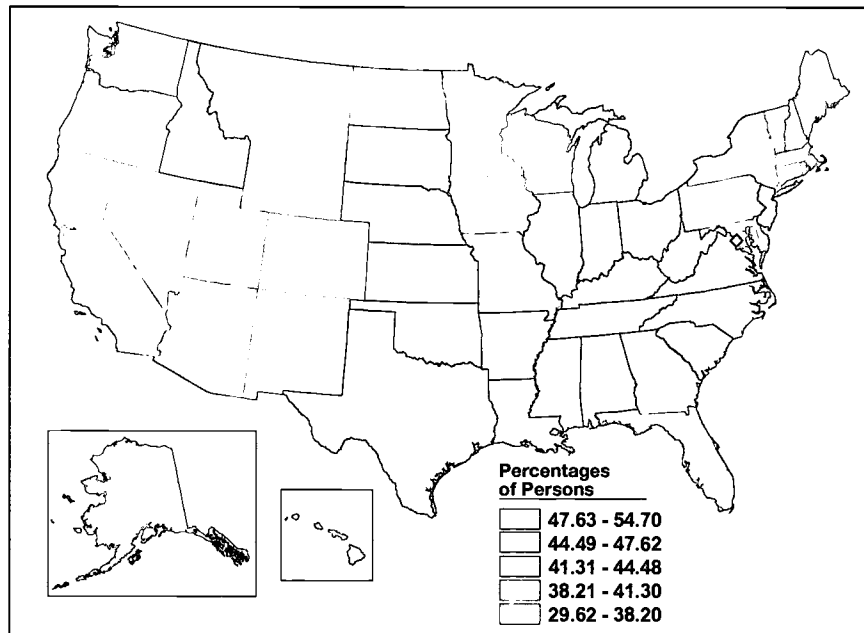 Percentages
of Persons
47.63 - 54.70
44.49 - 47.62
41.31 - 44.48
38.21 - 41.30
29.62 - 38.20